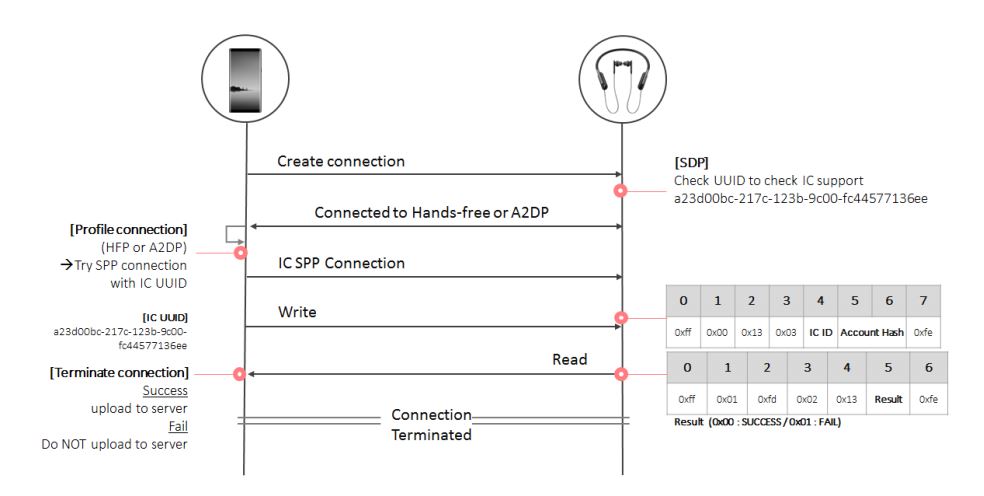 Create connection
[SDP]
Check UUID to check IC support
a23d00bc-217c-123b-9c00-fc44577136ee
Connected to Hands-free or A2DP
[Profile connection]
(HFP or A2DP)
→Try SPP connection
with IC UUID
IC SPP Connection
Write
[IC UUID]
a23d00bc-217c-123b-9c00-
fc44577136ee
0 1 2 3 4 5 6 7
0xff 0x00 0x13 0x03 IC ID Account Hash 0xfe
Read
[Terminate connection]
Success
upload to server
Fail
Do NOT upload to server
0 1 2 3 4 5 6
0xff 0x01 0xfd 0x02 0x13 Result 0xfe
Result (0x00 : SUCCESS / 0x01 : FAIL)
Connection
Terminated